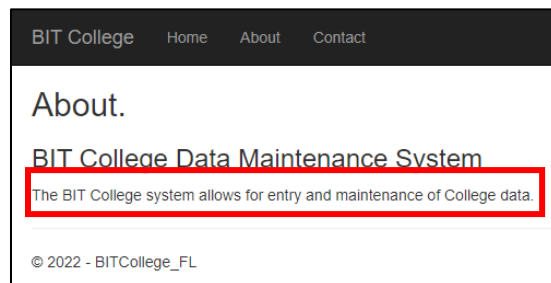 BIT College Home About Contact
About.
BIT College Data Maintenance System
The BIT College system allows for entry and maintenance of College data.
© 2022 - BITCollege_FL